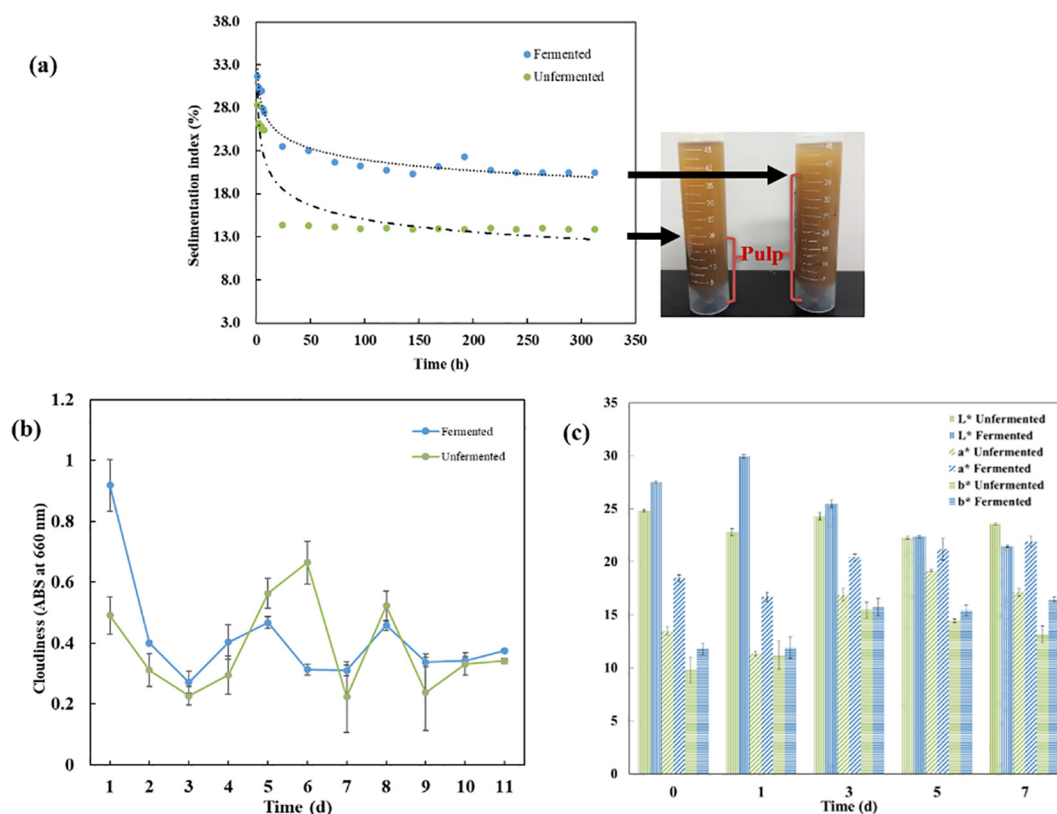 (a)
Sedimentation index (%)
38.0
33.0
28.0
23.0
18.0
13.0
8.0
3.0
Fermented
Unfermented
0 50 100 150 200 250 300 350
Time (h)
Pulp
(b)
Cloudiness (ABS at 660 nm)
1.2
1
0.8
0.6
0.4
0.2
0
Fermented
Unfermented
1 2 3 4 5 6 7 8 9 10 11
Time (d)
(c)
35
30
25
20
15
10
5
0
L* Unfermented
L* Fermented
a* Unfermented
a* Fermented
b* Unfermented
b* Fermented
0 1 3 5 7
Time (d)